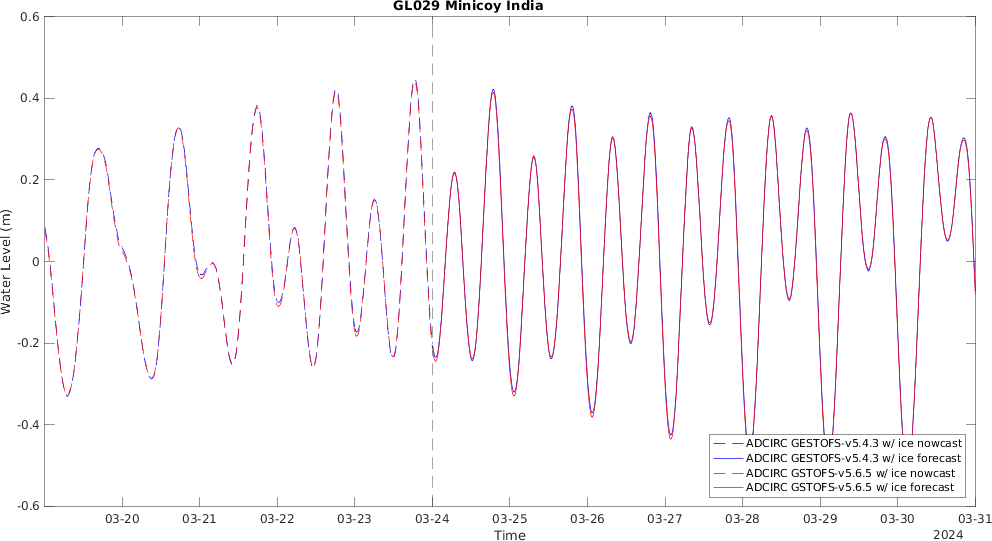 GL029 Minicoy India
0.6
0.4
0.2
0
-0.2
-0.4
-0.6
Water Level (m)
ADCIRC GESTOFS-v5.4.3 w/ ice nowcast
ADCIRC GESTOFS-v5.4.3 w/ ice forecast
ADCIRC GSTOFS-v5.6.5 w/ ice nowcast
ADCIRC GSTOFS-v5.6.5 w/ ice forecast
03-20 03-21 03-22 03-23 03-24 03-25 03-26 03-27 03-28 03-29 03-30 03-31
Time
2024